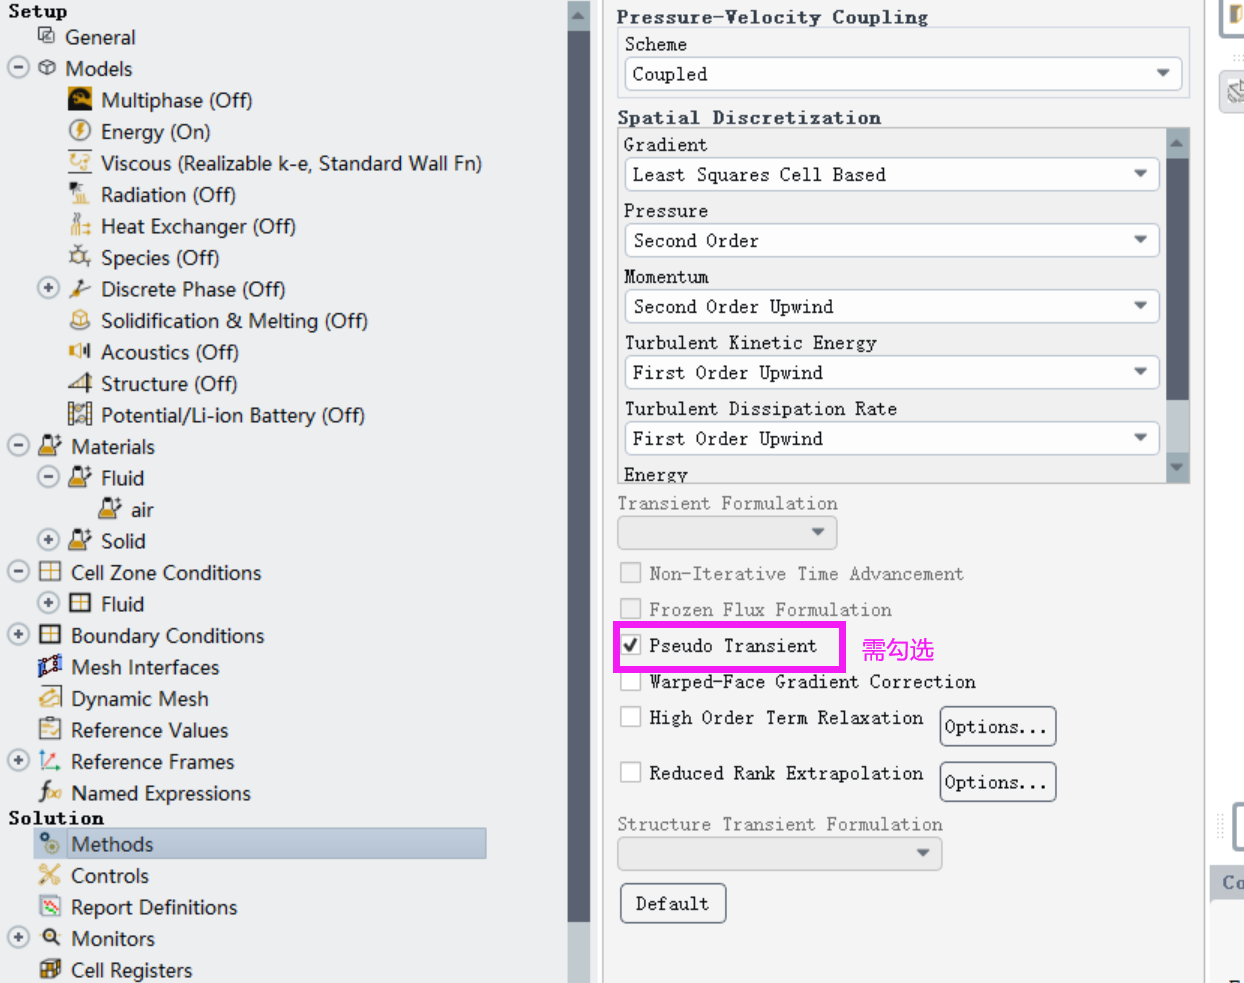 Setup
General
Models
Multiphase (Off)
Energy (On)
Viscous (Realizable k-e, Standard Wall Fn)
Radiation (Off)
Heat Exchanger (Off)
Species (Off)
Discrete Phase (Off)
Solidification & Melting (Off)
Acoustics (Off)
Structure (Off)
Potential/Li-ion Battery (Off)
Materials
Fluid
air
Solid
Cell Zone Conditions
Fluid
Boundary Conditions
Mesh Interfaces
Dynamic Mesh
Reference Values
Reference Frames
Named Expressions
Solution
Methods
Controls
Report Definitions
Monitors
Cell Registers
Pressure-Velocity Coupling
Scheme
Coupled
Spatial Discretization
Gradient
Least Squares Cell Based
Pressure
Second Order
Momentum
Second Order Upwind
Turbulent Kinetic Energy
First Order Upwind
Turbulent Dissipation Rate
First Order Upwind
Energy
Transient Formulation
Non-Iterative Time Advancement
Frozen Flux Formulation
Pseudo Transient 需勾选
Warped-Face Gradient Correction
High Order Term Relaxation Options...
Reduced Rank Extrapolation Options...
Structure Transient Formulation
Default
Co